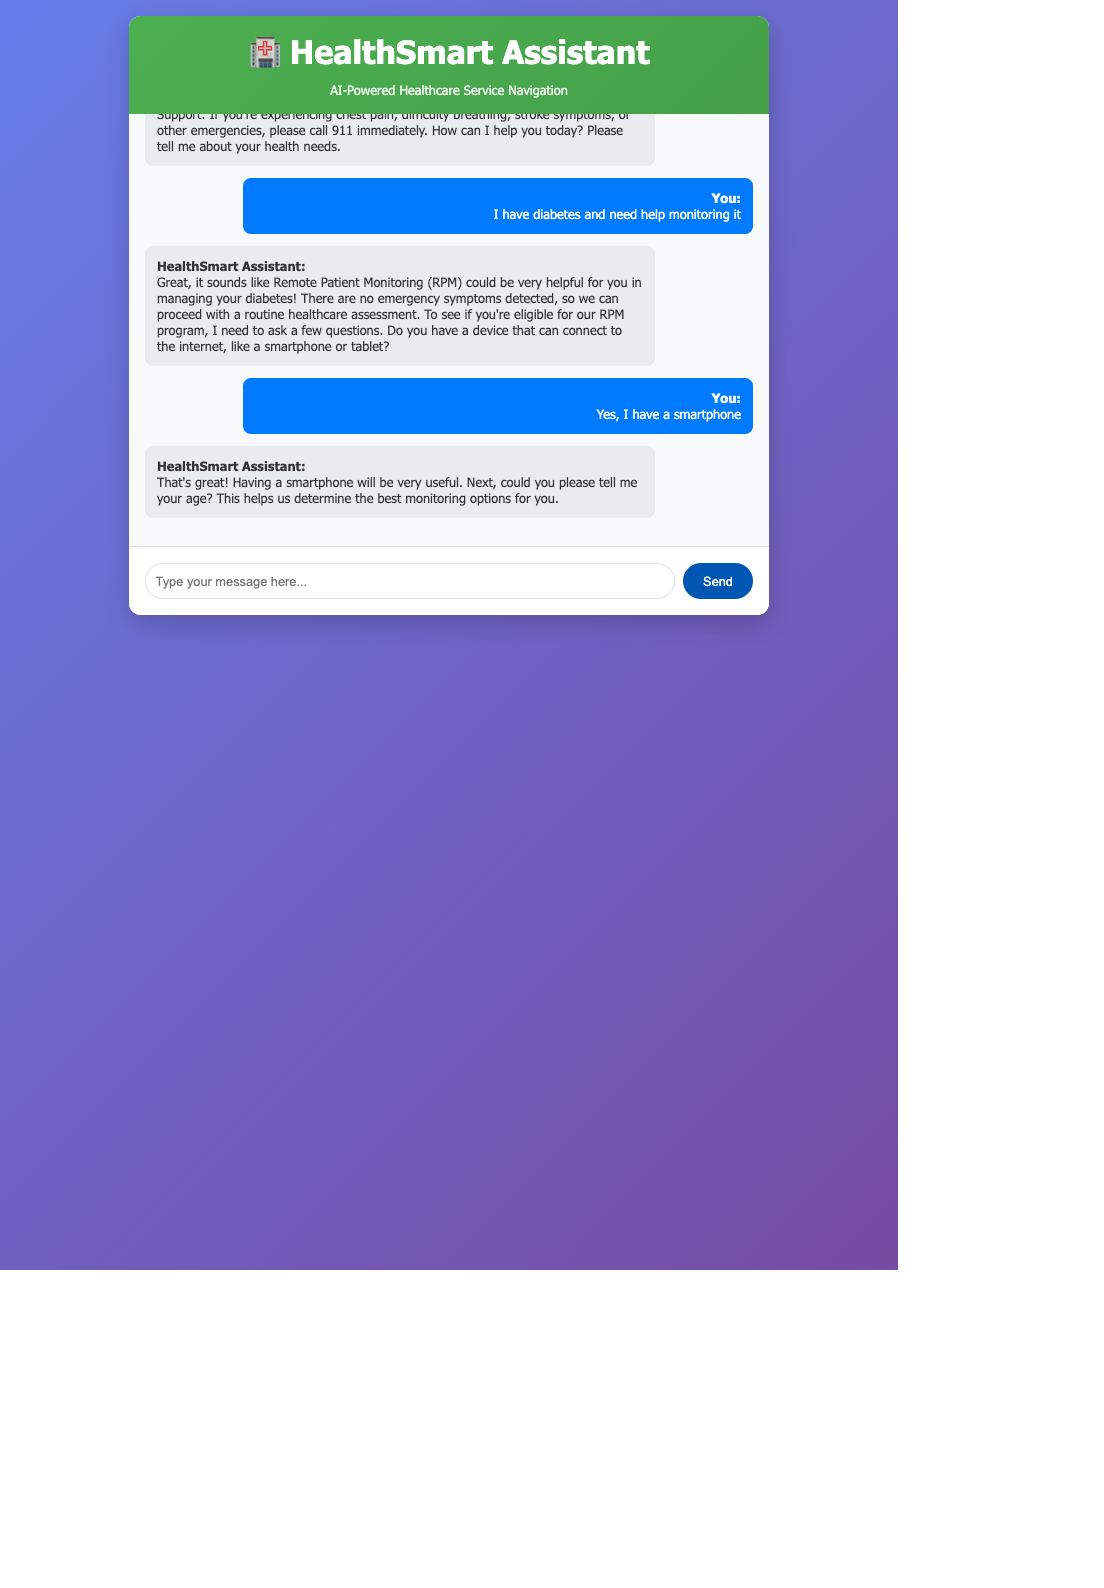 HealthSmart Assistant
AI-Powered Healthcare Service Navigation
Support. If you're experiencing chest pain, difficulty breathing, stroke symptoms, or
other emergencies, please call 911 immediately. How can I help you today? Please
tell me about your health needs.
You:
I have diabetes and need help monitoring it
HealthSmart Assistant:
Great, it sounds like Remote Patient Monitoring (RPM) could be very helpful for you in
managing your diabetes! There are no emergency symptoms detected, so we can
proceed with a routine healthcare assessment. To see if you're eligible for our RPM
program, I need to ask a few questions. Do you have a device that can connect to
the internet, like a smartphone or tablet?
You:
Yes, I have a smartphone
HealthSmart Assistant:
That's great! Having a smartphone will be very useful. Next, could you please tell me
your age? This helps us determine the best monitoring options for you.
Type your message here...
Send